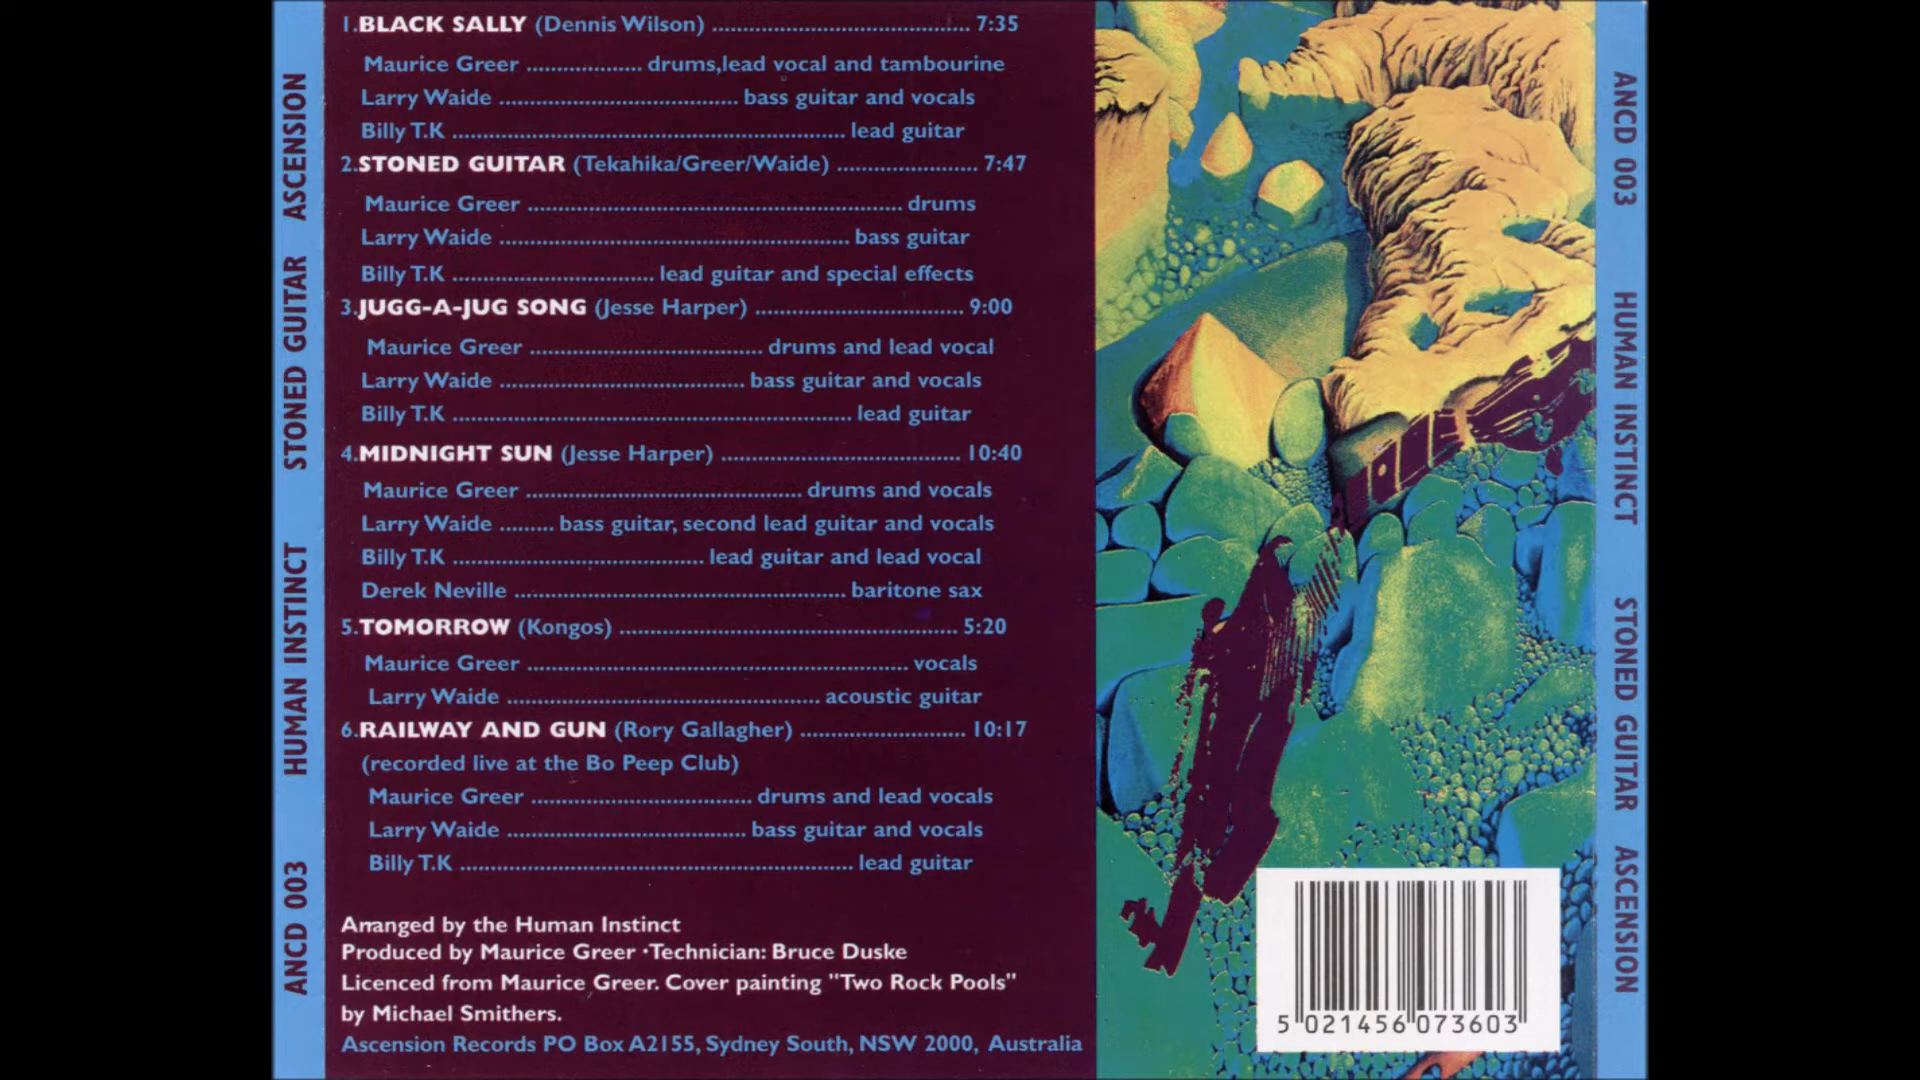 1.BLACK SALLY (Dennis Wilson) ....................................... 7:35
Maurice Greer .................. drums,lead vocal and tambourine
Larry Waide ..................................... bass guitar and vocals
Billy T.K ............................................................. lead guitar
2.STONED GUITAR (Tekahika/Greer/Waide) ...................... 7:47
Maurice Greer .......................................................... drums
Larry Waide ...................................................... bass guitar
Billy T.K ............................... lead guitar and special effects
3.JUGG-A-JUG SONG (Jesse Harper) ................................ 9:00
Maurice Greer .................................... drums and lead vocal
Larry Waide ...................................... bass guitar and vocals
Billy T.K .............................................................. lead guitar
4.MIDNIGHT SUN (Jesse Harper) ..................................... 10:40
Maurice Greer ........................................... drums and vocals
Larry Waide ......... bass guitar, second lead guitar and vocals
Billy T.K ....................................... lead guitar and lead vocal
Derek Neville ................................................... baritone sax
5.TOMORROW (Kongos) .................................................... 5:20
Maurice Greer ........................................................... vocals
Larry Waide ................................................ acoustic guitar
6.RAILWAY AND GUN (Rory Gallagher) .......................... 10:17
(recorded live at the Bo Peep Club)
Maurice Greer .................................. drums and lead vocals
Larry Waide ..................................... bass guitar and vocals
Billy T.K ............................................................. lead guitar
Arranged by the Human Instinct
Produced by Maurice Greer ·Technician: Bruce Duske
Licenced from Maurice Greer. Cover painting "Two Rock Pools"
by Michael Smithers.
Ascension Records PO Box A2155, Sydney South, NSW 2000, Australia
ANCD 003 HUMAN INSTINCT STONED GUITAR ASCENSION
ANCD 003 HUMAN INSTINCT STONED GUITAR ASCENSION
5 021456 073603